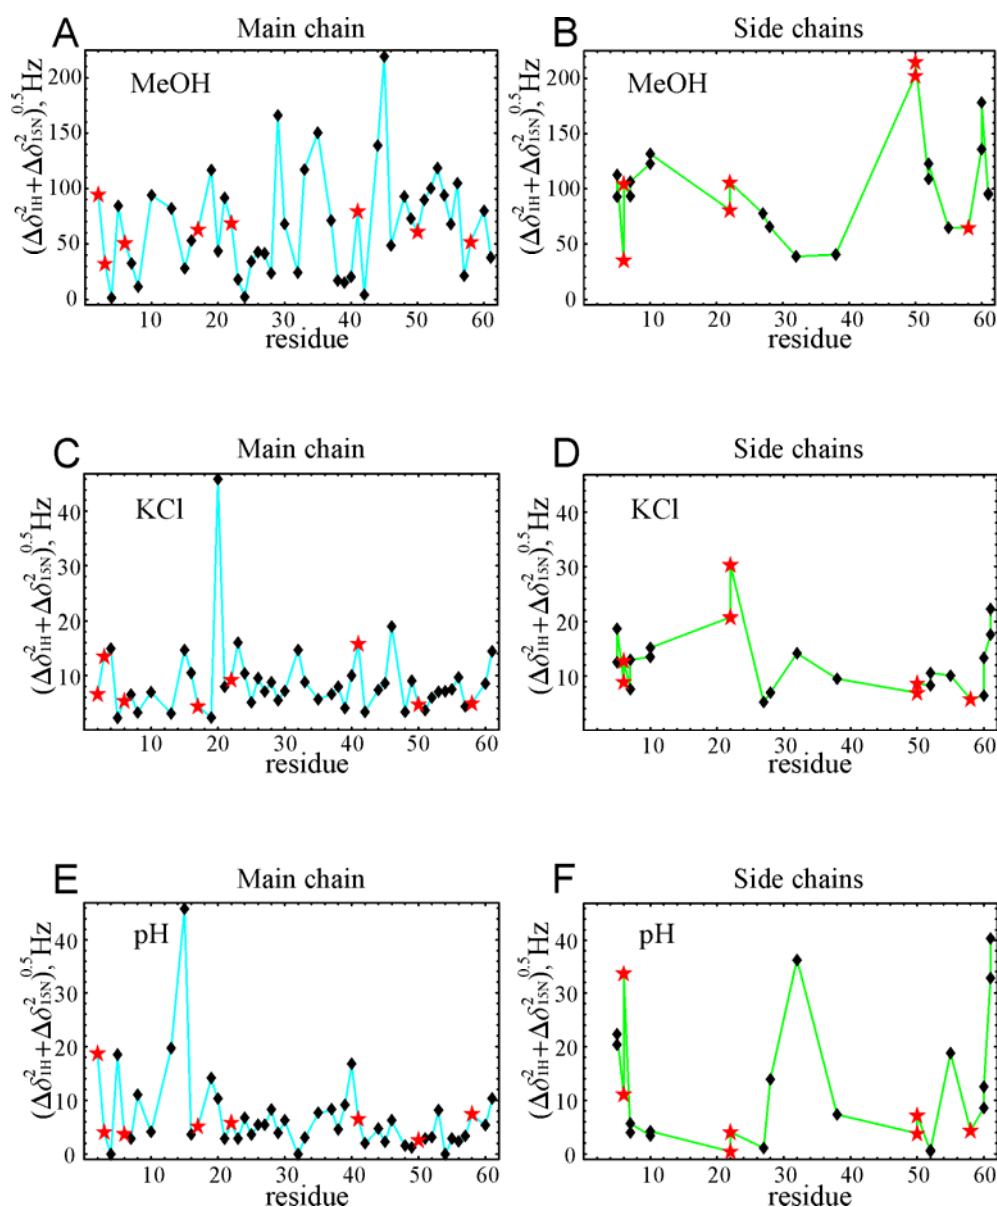 A
Main chain
MeOH
(Δδ²1H+Δδ²15N)^0.5, Hz
200
150
100
50
0
10 20 30 40 50 60
residue
B
Side chains
MeOH
(Δδ²1H+Δδ²15N)^0.5, Hz
200
150
100
50
0
10 20 30 40 50 60
residue
C
Main chain
KCl
(Δδ²1H+Δδ²15N)^0.5, Hz
40
30
20
10
10 20 30 40 50 60
residue
D
Side chains
KCl
(Δδ²1H+Δδ²15N)^0.5, Hz
40
30
20
10
10 20 30 40 50 60
residue
E
Main chain
pH
(Δδ²1H+Δδ²15N)^0.5, Hz
40
30
20
10
0
10 20 30 40 50 60
residue
F
Side chains
pH
(Δδ²1H+Δδ²15N)^0.5, Hz
40
30
20
10
0
10 20 30 40 50 60
residue